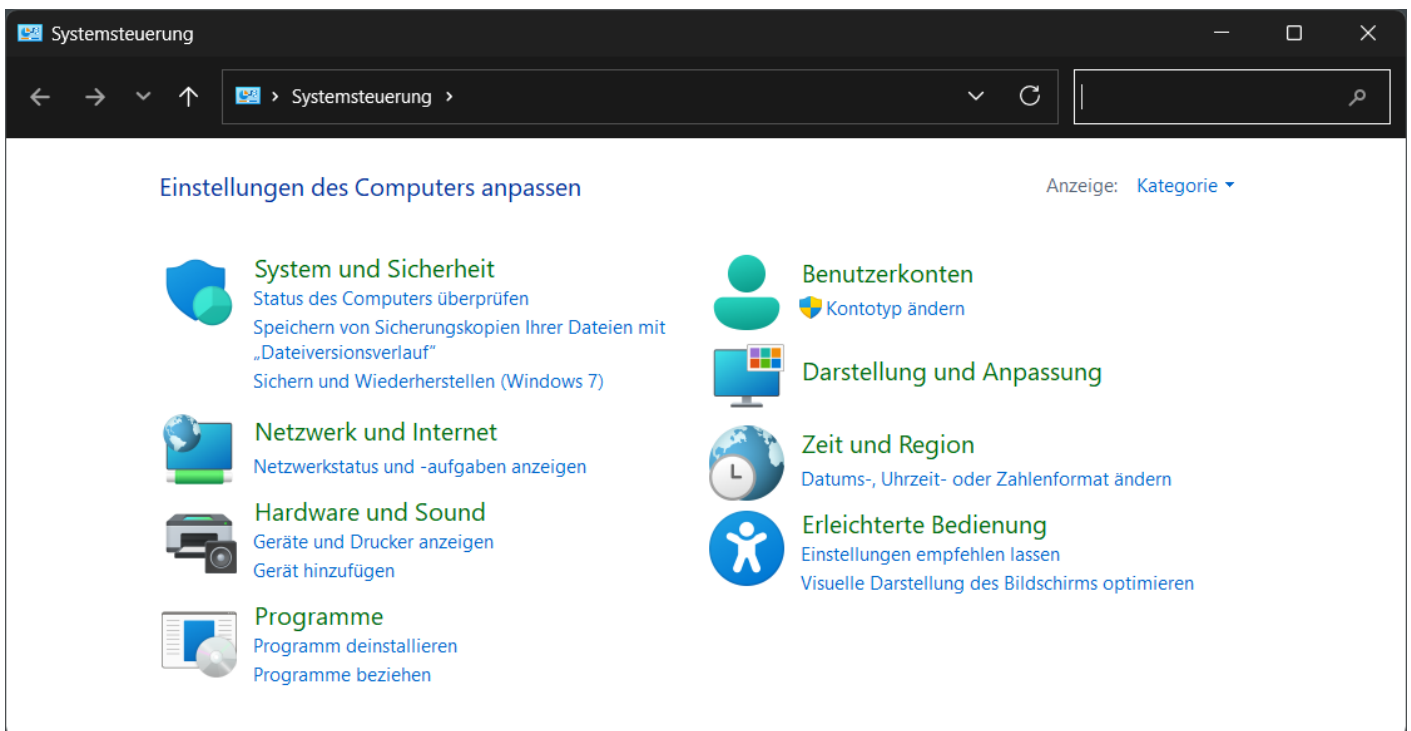 Systemsteuerung
Systemsteuerung
Einstellungen des Computers anpassen
Anzeige: Kategorie
System und Sicherheit
Status des Computers überprüfen
Speichern von Sicherungskopien Ihrer Dateien mit
„Dateiversionsverlauf“
Sichern und Wiederherstellen (Windows 7)
Netzwerk und Internet
Netzwerkstatus und -aufgaben anzeigen
Hardware und Sound
Geräte und Drucker anzeigen
Gerät hinzufügen
Programme
Programm deinstallieren
Programme beziehen
Benutzerkonten
Kontotyp ändern
Darstellung und Anpassung
Zeit und Region
Datums-, Uhrzeit- oder Zahlenformat ändern
Erleichterte Bedienung
Einstellungen empfehlen lassen
Visuelle Darstellung des Bildschirms optimieren